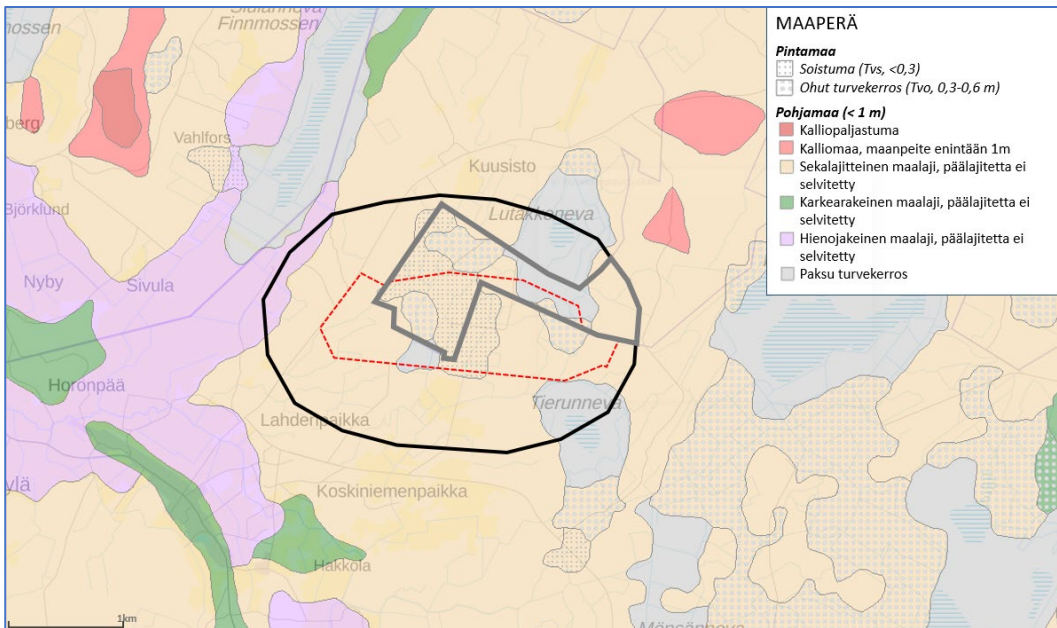 Finnmossen
MAAPERÄ
Pintamaa
Soistuma (Tvs, <0,3)
Ohut turvekerros (Tvo, 0,3-0,6 m)
Pohjamaa (< 1 m)
Kalliopaljastuma
Kalliomaa, maanpeite enintään 1m
Sekalajitteinen maalaji, päälajitetta ei
selvitetty
Karkearakeinen maalaji, päälajitetta ei
selvitetty
Hienojakeinen maalaji, päälajitetta ei
selvitetty
Paksu turvekerros
berg
Vahlfors
Kuusisto
Björklund
Lutakkoneva
Nyby
Sivula
Horonpää
Lahdenpaikka
Tierunneva
ylä
Koskiniemenpaikka
Hakkola
1km